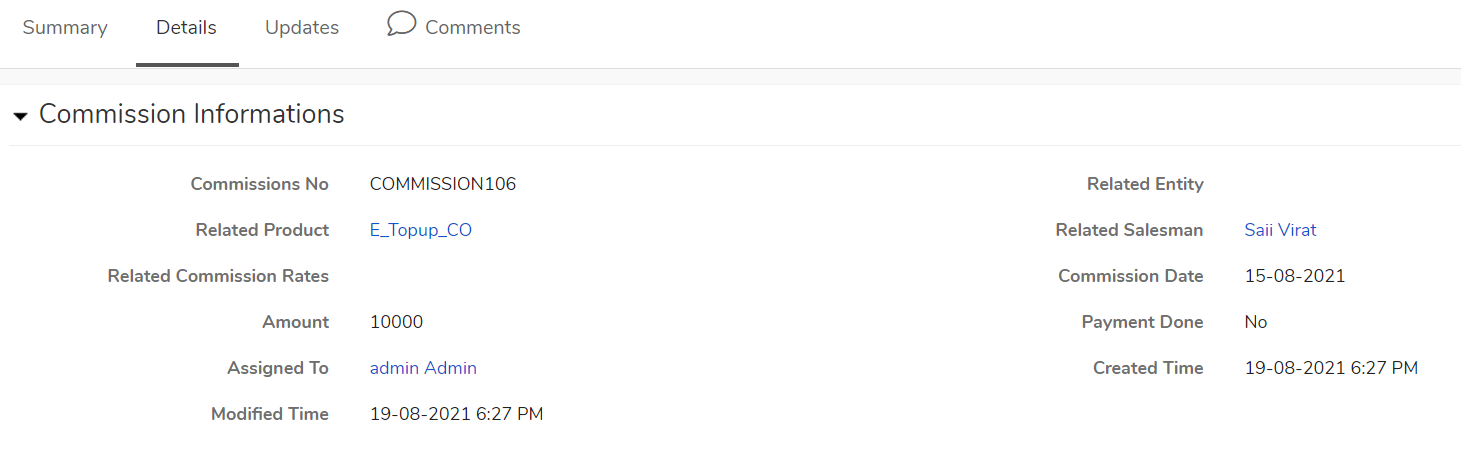 Summary Details Updates Comments
Commission Informations
Commissions No COMMISSION106 Related Entity
Related Product E_Topup_CO Related Salesman Saii Virat
Related Commission Rates Commission Date 15-08-2021
Amount 10000 Payment Done No
Assigned To admin Admin Created Time 19-08-2021 6:27 PM
Modified Time 19-08-2021 6:27 PM